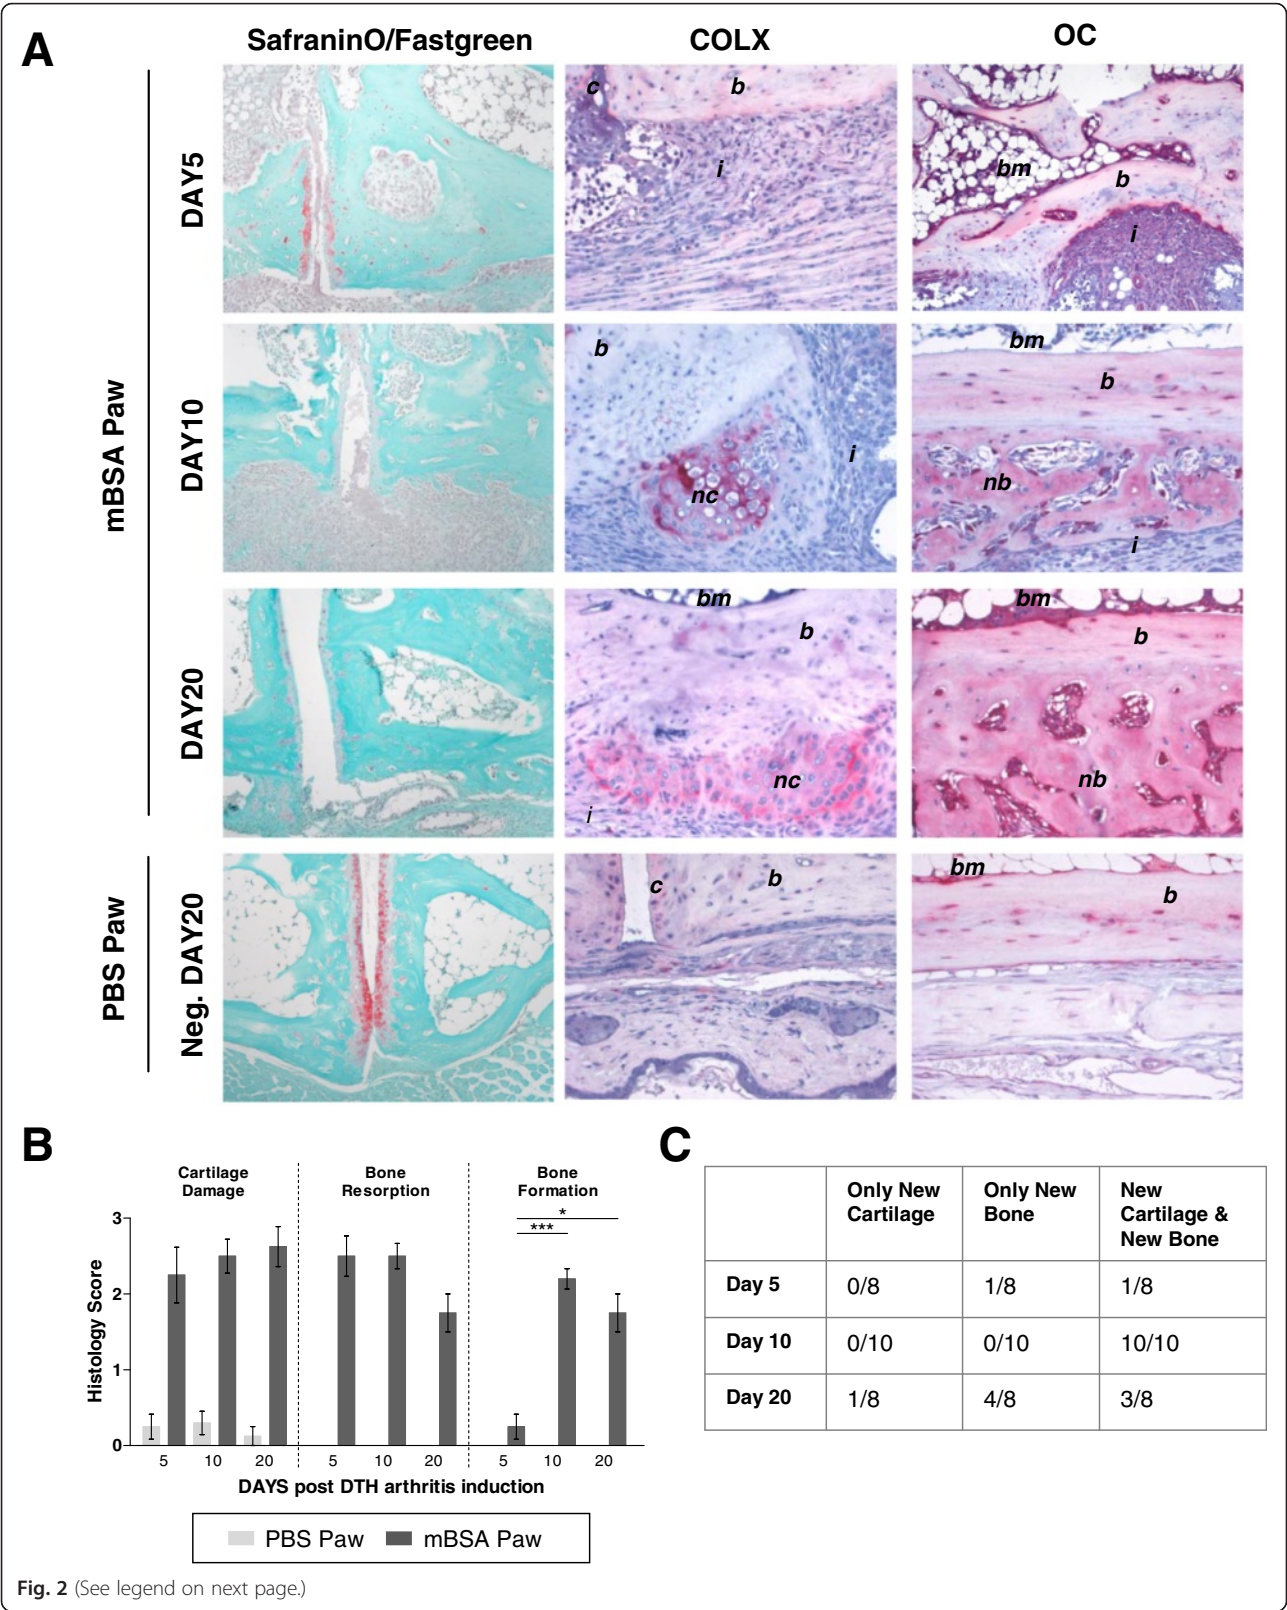 A
SafraninO/Fastgreen COLX OC
mBSA Paw
DAY5
c b i
bm b i
DAY10
b nc i
bm b nb i
DAY20
bm b nc i
bm b nb
PBS Paw
Neg. DAY20
c b
bm b
B
Cartilage
Damage
Bone
Resorption
Bone
Formation
*
***
Histology Score
3
2
1
0
5 10 20 5 10 20 5 10 20
DAYS post DTH arthritis induction
PBS Paw mBSA Paw
C
Only New
Cartilage
Only New
Bone
New
Cartilage &
New Bone
Day 5 0/8 1/8 1/8
Day 10 0/10 0/10 10/10
Day 20 1/8 4/8 3/8
Fig. 2 (See legend on next page.)